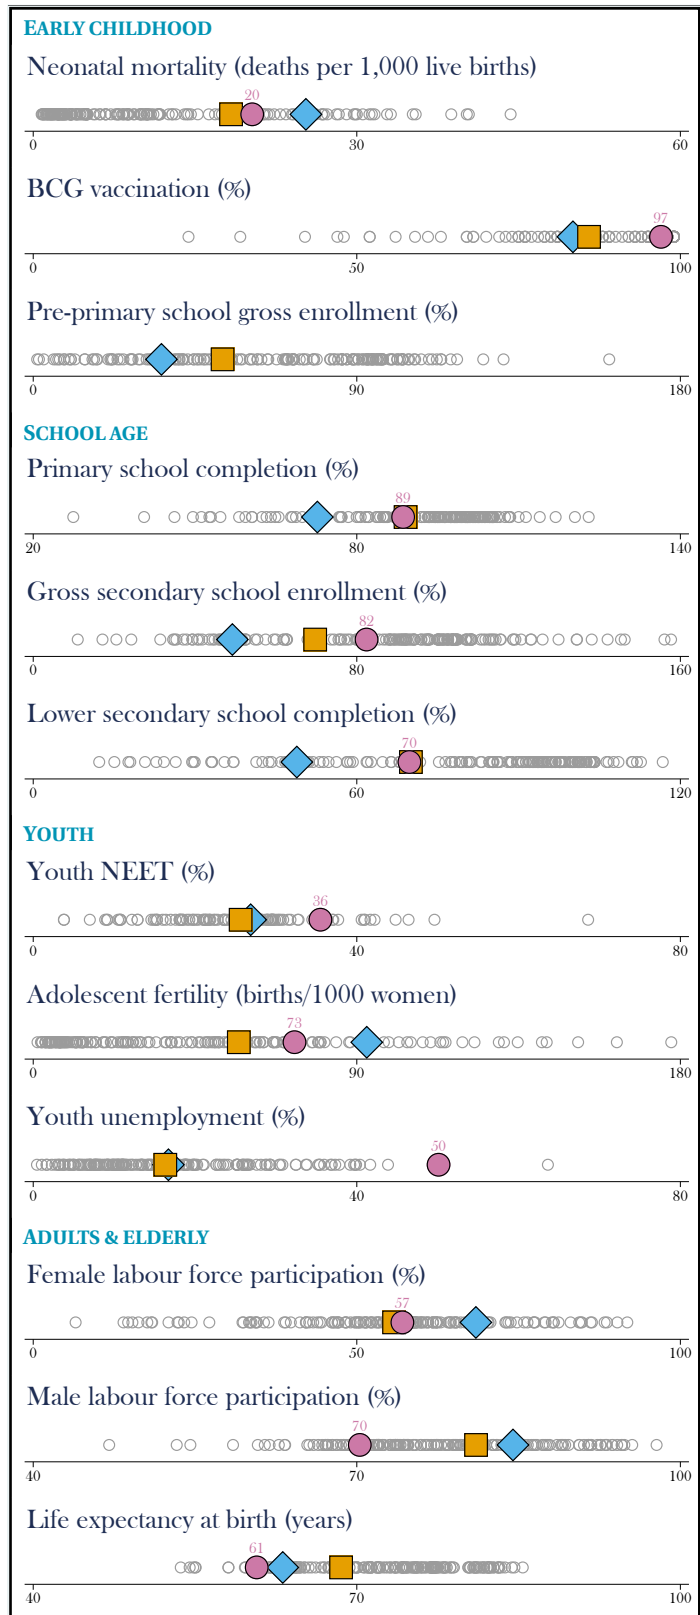 EARLY CHILDHOOD
Neonatal mortality (deaths per 1,000 live births)
20
0 30 60
BCG vaccination (%)
97
0 50 100
Pre-primary school gross enrollment (%)
0 90 180
SCHOOL AGE
Primary school completion (%)
89
20 80 140
Gross secondary school enrollment (%)
82
0 80 160
Lower secondary school completion (%)
70
0 60 120
YOUTH
Youth NEET (%)
36
0 40 80
Adolescent fertility (births/1000 women)
73
0 90 180
Youth unemployment (%)
50
0 40 80
ADULTS & ELDERLY
Female labour force participation (%)
57
0 50 100
Male labour force participation (%)
70
40 70 100
Life expectancy at birth (years)
61
40 70 100